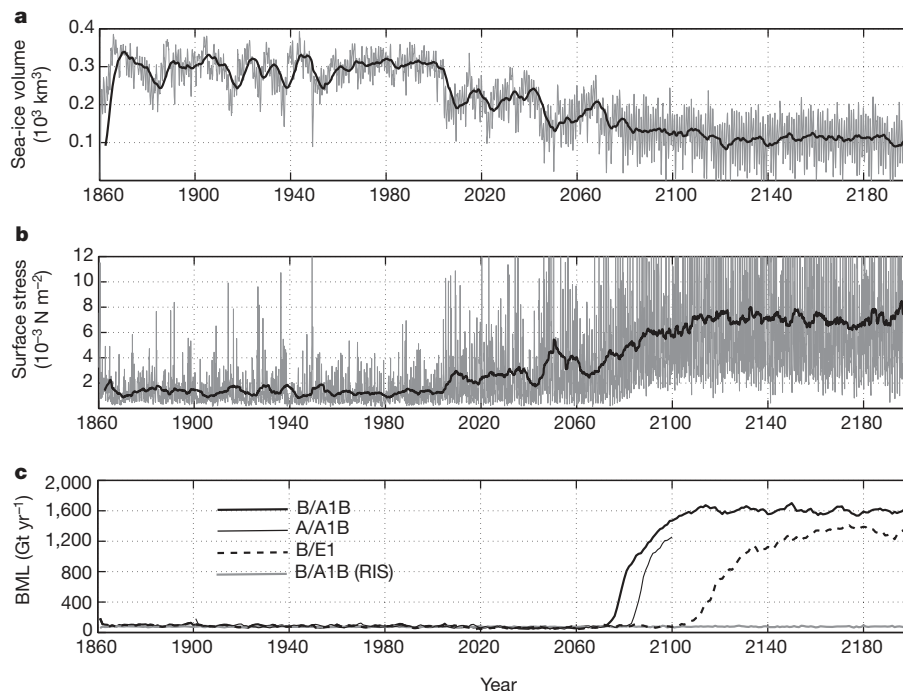 a
Sea-ice volume
(10³ km³)
0.4
0.3
0.2
0.1
1860 1900 1940 1980 2020 2060 2100 2140 2180
b
Surface stress
(10⁻³ N m⁻²)
12
10
8
6
4
2
1860 1900 1940 1980 2020 2060 2100 2140 2180
c
BML (Gt yr⁻¹)
2,000
1,600
1,200
800
400
0
B/A1B
A/A1B
B/E1
B/A1B (RIS)
1860 1900 1940 1980 2020 2060 2100 2140 2180
Year